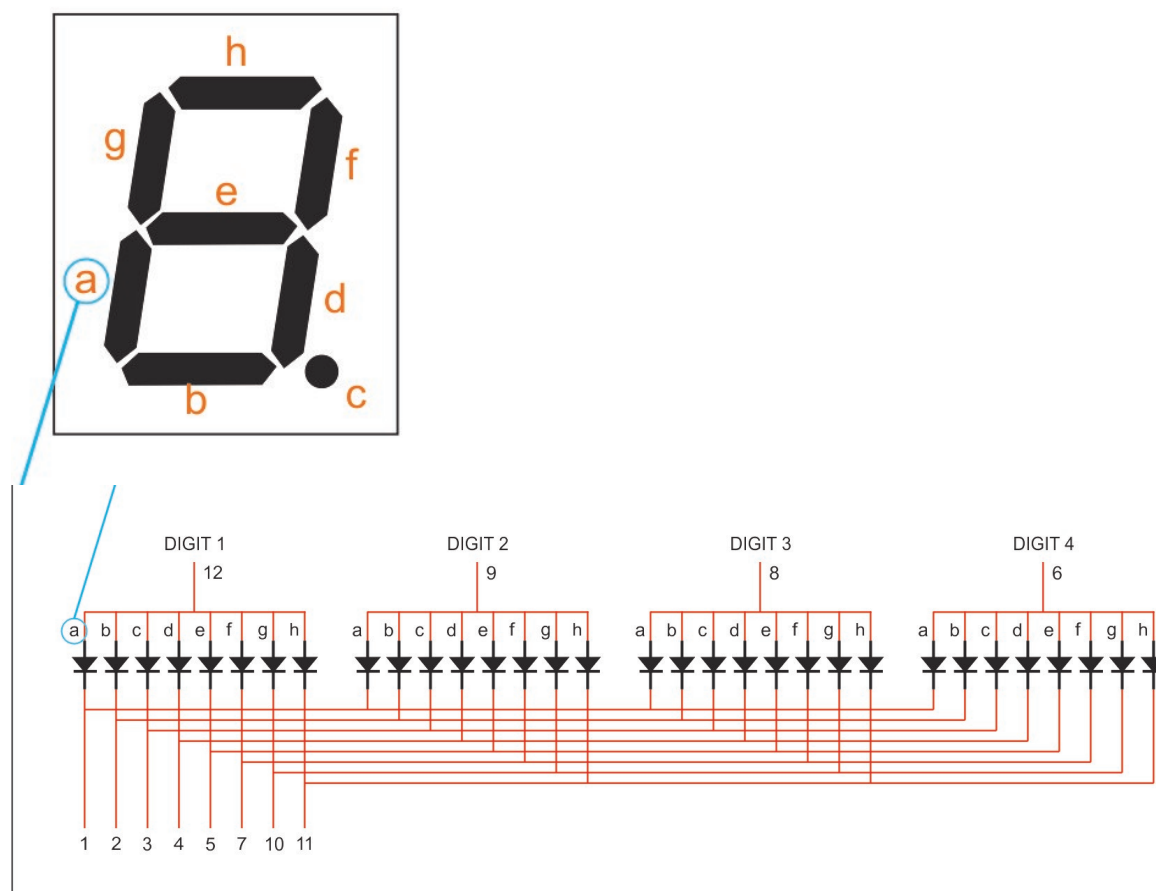 h
g
f
e
a
d
b
c
DIGIT 1 DIGIT 2 DIGIT 3 DIGIT 4
12 9 8 6
a b c d e f g h a b c d e f g h a b c d e f g h a b c d e f g h
1 2 3 4 5 7 10 11